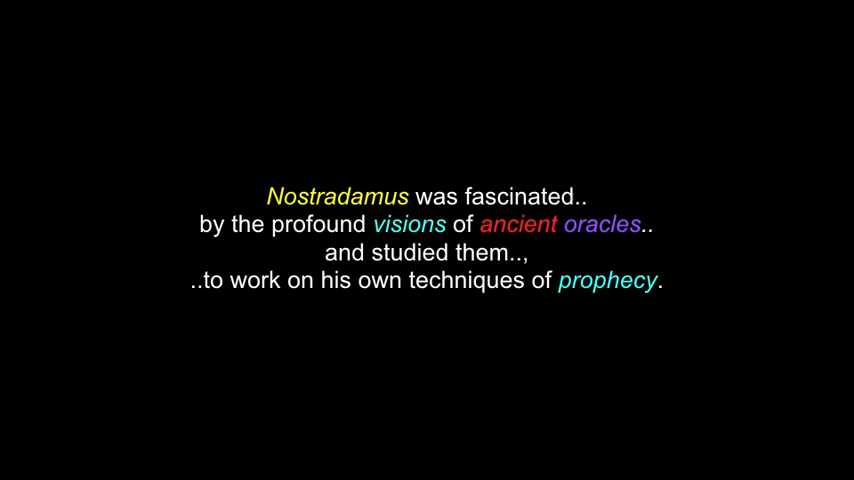 Nostradamus was fascinated..
by the profound visions of ancient oracles..
and studied them..,
..to work on his own techniques of prophecy.